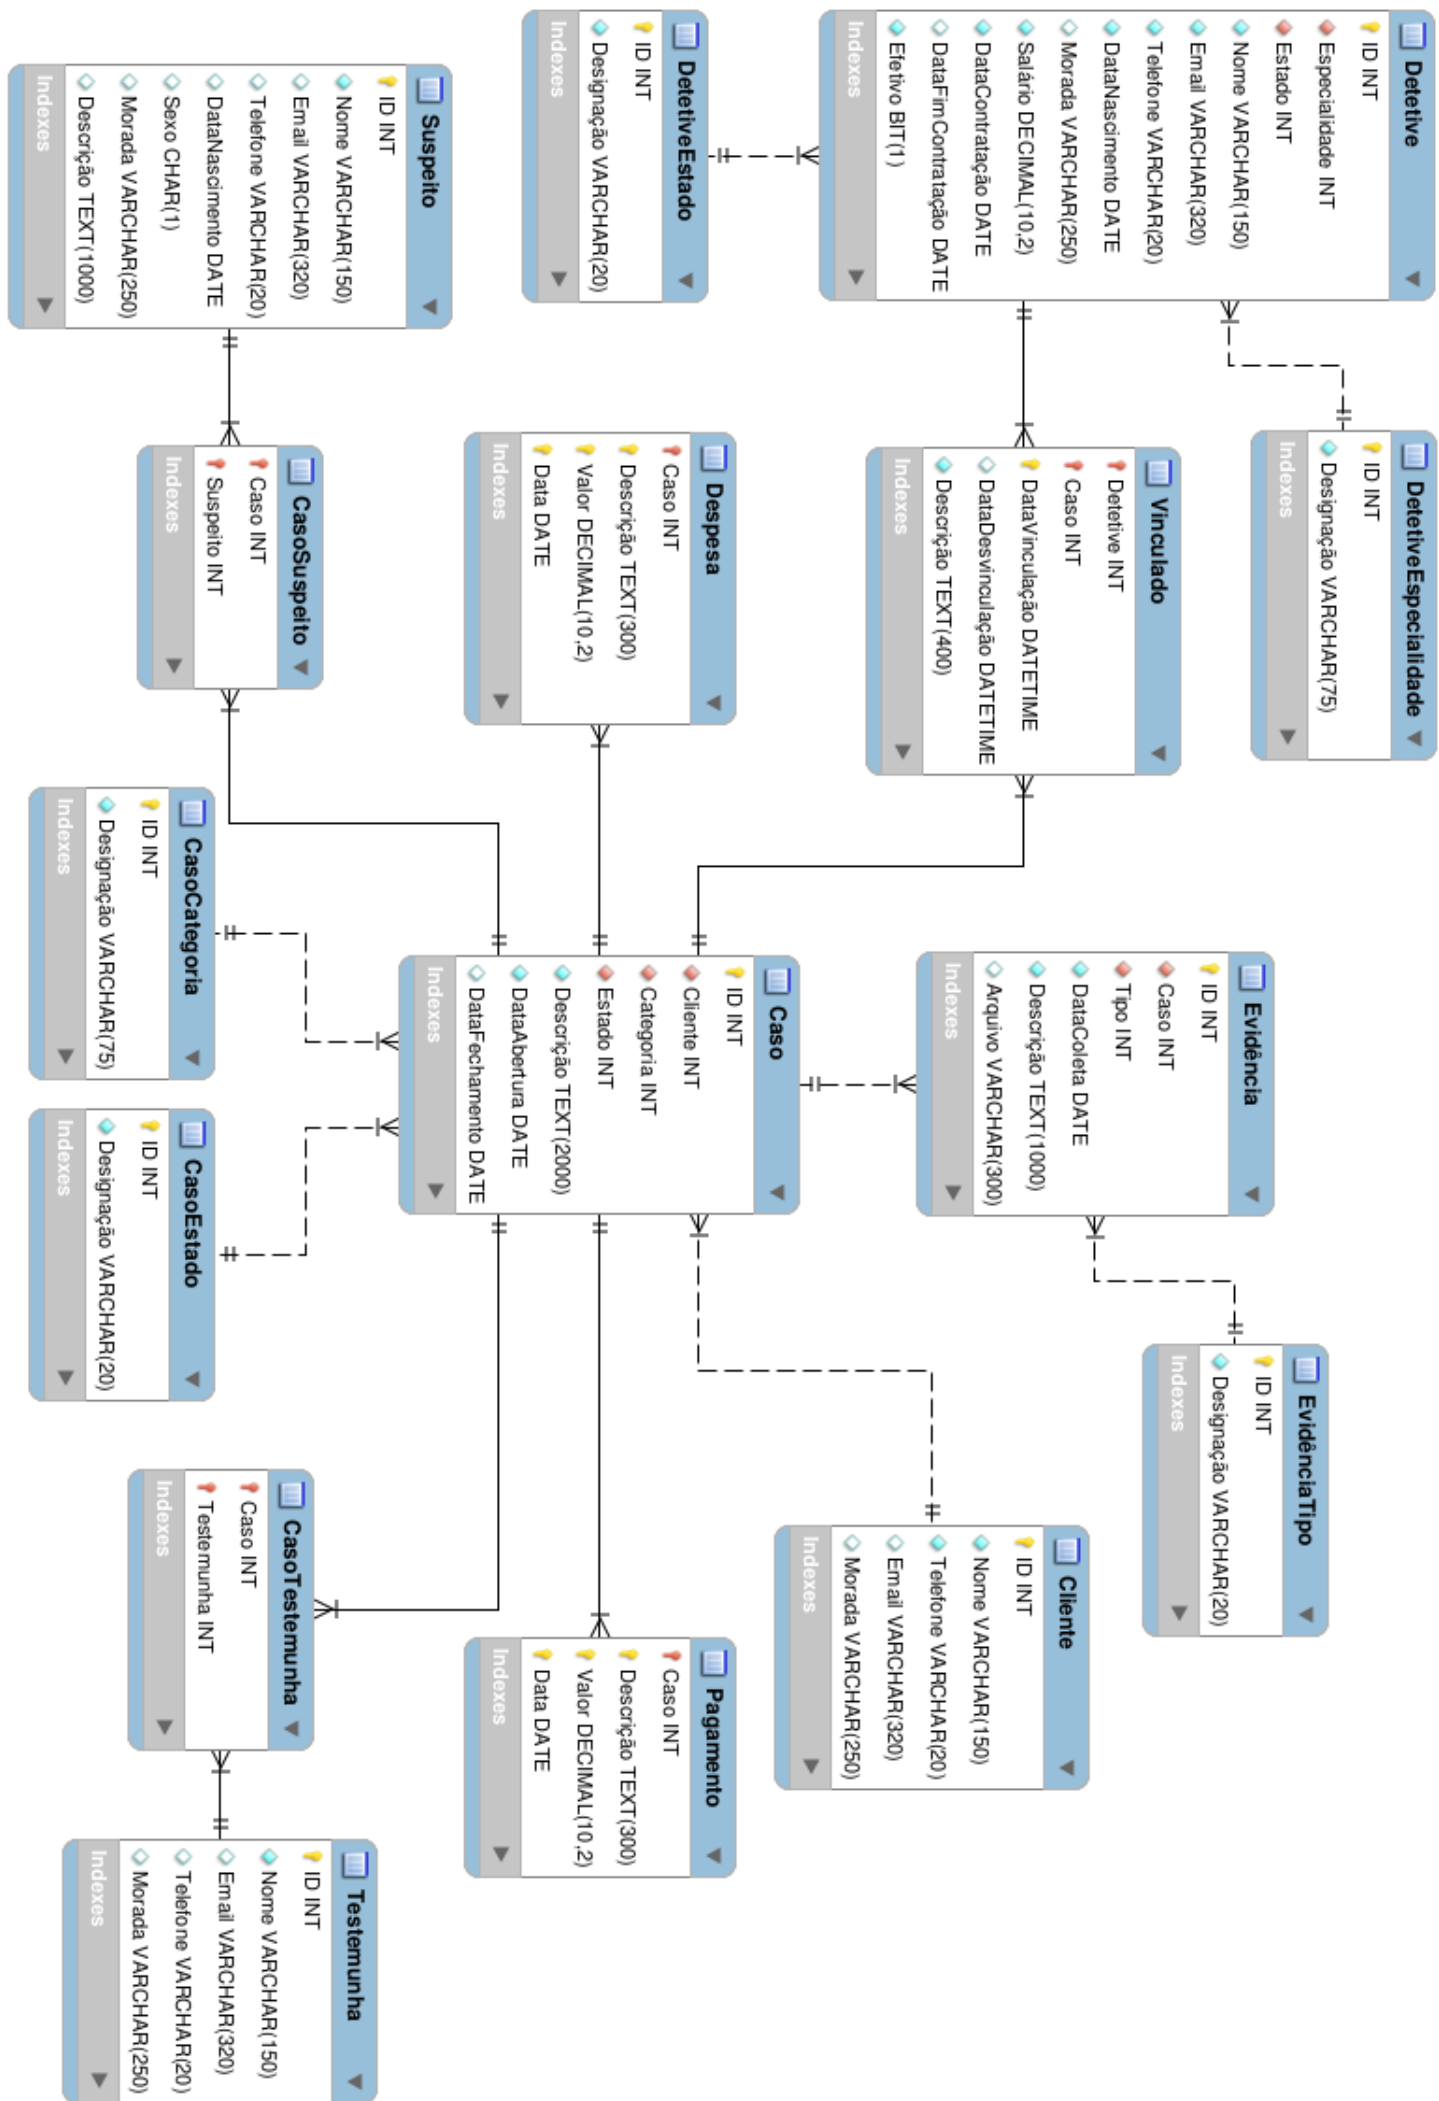 Detetive
ID INT
Especialidade INT
Estado INT
Nome VARCHAR(150)
Email VARCHAR(320)
Telefone VARCHAR(20)
DataNascimento DATE
Morada VARCHAR(250)
Salário DECIMAL(10,2)
DataContratação DATE
DataFimContratação DATE
Efetivo BIT(1)
Indexes
DetetiveEspecialidade
ID INT
Designação VARCHAR(75)
Indexes
Vinculado
Detetive INT
Caso INT
DataVinculação DATETIME
DataDesvinculação DATETIME
Descrição TEXT(400)
Indexes
Evidência
ID INT
Caso INT
Tipo INT
DataColeta DATE
Descrição TEXT(1000)
Arquivo VARCHAR(300)
Indexes
EvidênciaTipo
ID INT
Designação VARCHAR(20)
Indexes
Cliente
ID INT
Nome VARCHAR(150)
Telefone VARCHAR(20)
Email VARCHAR(320)
Morada VARCHAR(250)
Indexes
DetetiveEstado
ID INT
Designação VARCHAR(20)
Indexes
Despesa
Caso INT
Descrição TEXT(300)
Valor DECIMAL(10,2)
Data DATE
Indexes
Caso
ID INT
Cliente INT
Categoria INT
Estado INT
Descrição TEXT(2000)
DataAbertura DATE
DataFechamento DATE
Indexes
Pagamento
Caso INT
Descrição TEXT(300)
Valor DECIMAL(10,2)
Data DATE
Indexes
Suspeito
ID INT
Nome VARCHAR(150)
Email VARCHAR(320)
Telefone VARCHAR(20)
DataNascimento DATE
Sexo CHAR(1)
Morada VARCHAR(250)
Descrição TEXT(1000)
Indexes
CasoSuspeito
Caso INT
Suspeito INT
Indexes
CasoCategoria
ID INT
Designação VARCHAR(75)
Indexes
CasoEstado
ID INT
Designação VARCHAR(20)
Indexes
CasoTestemunha
Caso INT
Testemunha INT
Indexes
Testemunha
ID INT
Nome VARCHAR(150)
Email VARCHAR(320)
Telefone VARCHAR(20)
Morada VARCHAR(250)
Indexes